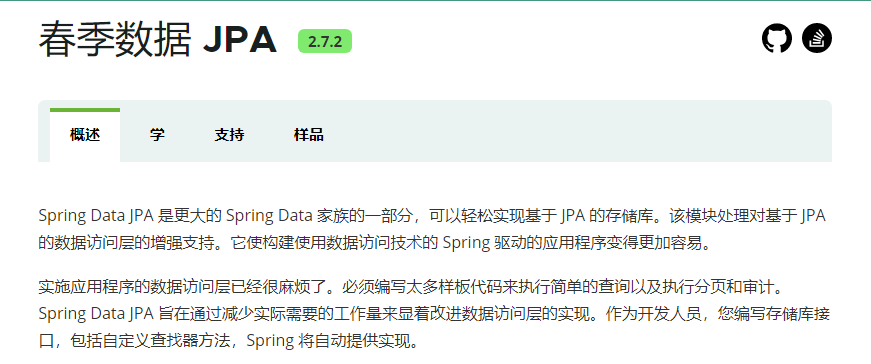 春季数据 JPA 2.7.2
概述 学 支持 样品
Spring Data JPA 是更大的 Spring Data 家族的一部分，可以轻松实现基于 JPA 的存储库。该模块处理对基于 JPA
的数据访问层的增强支持。它使构建使用数据访问技术的 Spring 驱动的应用程序变得更加容易。
实施应用程序的数据访问层已经很麻烦了。必须编写太多样板代码来执行简单的查询以及执行分页和审计。
Spring Data JPA 旨在通过减少实际需要的工作量来显着改进数据访问层的实现。作为开发人员，您编写存储库接
口，包括自定义查找器方法，Spring 将自动提供实现。